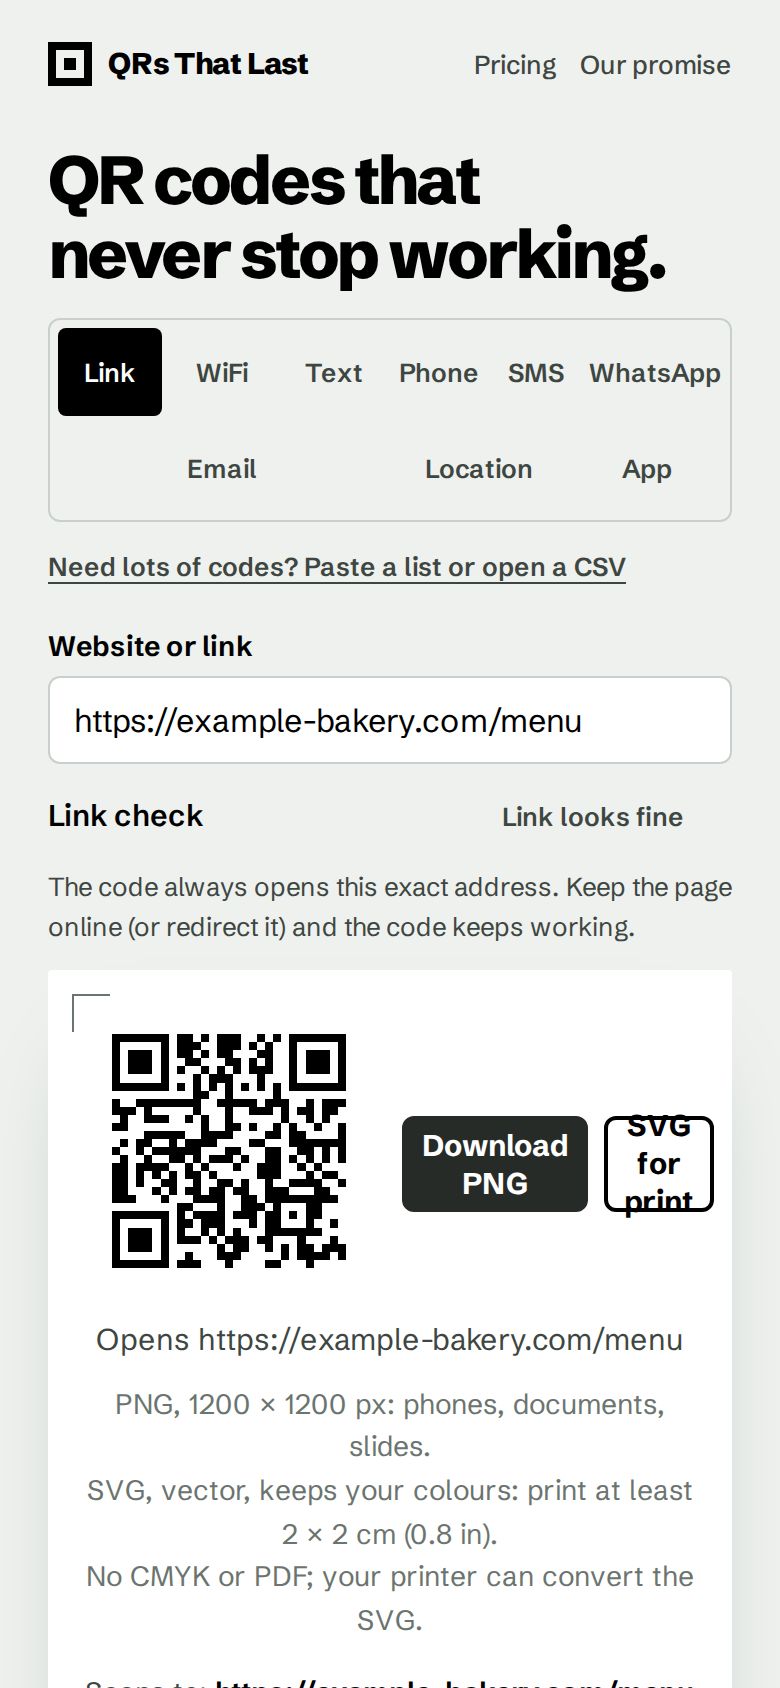 QRs That Last
Pricing Our promise
QR codes that
never stop working.
Link WiFi Text Phone SMS WhatsApp
Email Location App
Need lots of codes? Paste a list or open a CSV
Website or link
https://example-bakery.com/menu
Link check Link looks fine
The code always opens this exact address. Keep the page
online (or redirect it) and the code keeps working.
Download
PNG
SVG
for
print
Opens https://example-bakery.com/menu
PNG, 1200 × 1200 px: phones, documents,
slides.
SVG, vector, keeps your colours: print at least
2 × 2 cm (0.8 in).
No CMYK or PDF; your printer can convert the
SVG.
https://example-bakery.com/menu